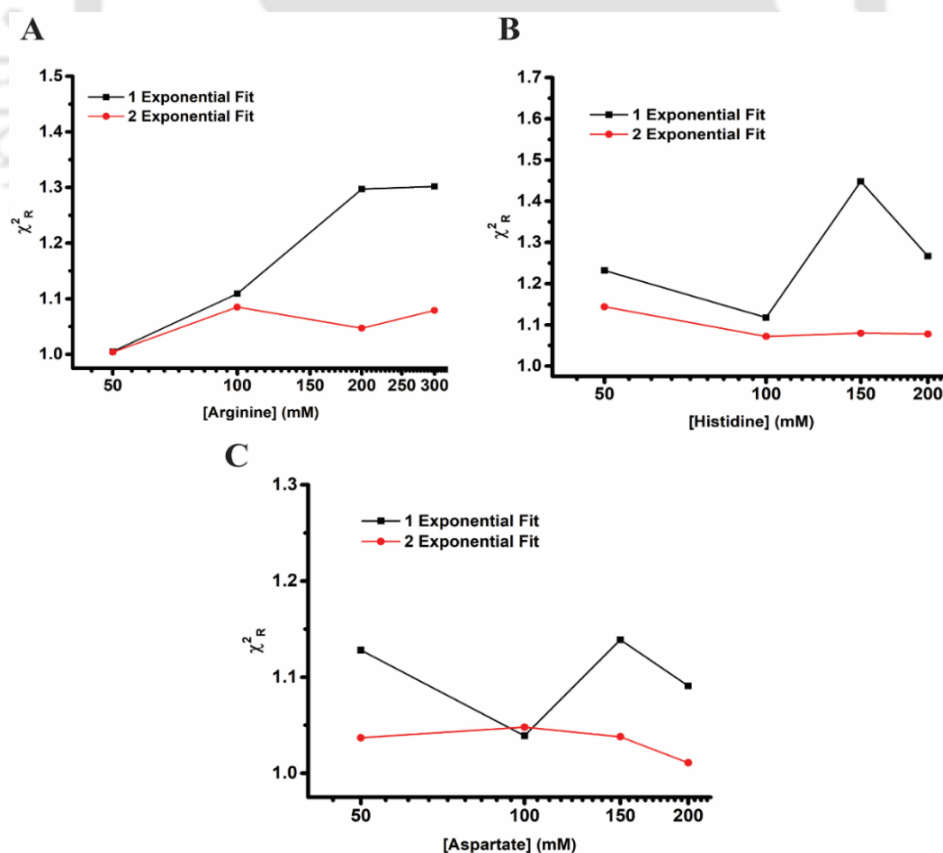 A
1.5
1.4
1.3
1.2
1.1
1.0
χ²R
1 Exponential Fit
2 Exponential Fit
50
100
150
200
250
300
[Arginine] (mM)
B
1.7
1.6
1.5
1.4
1.3
1.2
1.1
1.0
χ²R
1 Exponential Fit
2 Exponential Fit
50
100
150
200
[Histidine] (mM)
C
1.3
1.2
1.1
1.0
χ²R
1 Exponential Fit
2 Exponential Fit
50
100
150
200
[Aspartate] (mM)